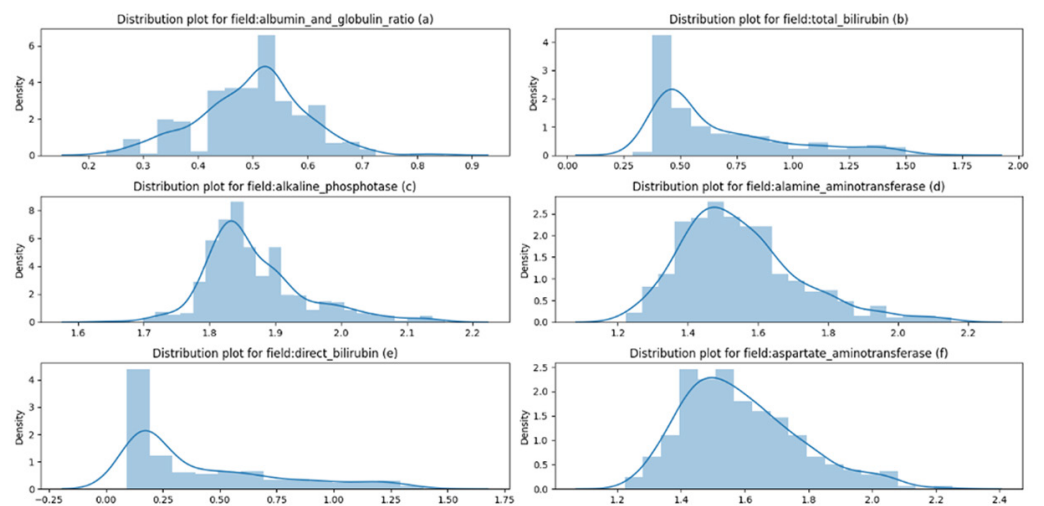 Distribution plot for field:albumin_and_globulin_ratio (a)
Density
6
4
2
0
0.2 0.3 0.4 0.5 0.6 0.7 0.8 0.9
Distribution plot for field:total_bilirubin (b)
Density
4
3
2
1
0
0.00 0.25 0.50 0.75 1.00 1.25 1.50 1.75 2.00
Distribution plot for field:alkaline_phosphotase (c)
Density
8
6
4
2
0
1.6 1.7 1.8 1.9 2.0 2.1 2.2
Distribution plot for field:alamine_aminotransferase (d)
Density
2.5
2.0
1.5
1.0
0.5
0.0
1.2 1.4 1.6 1.8 2.0 2.2
Distribution plot for field:direct_bilirubin (e)
Density
4
3
2
1
0
−0.25 0.00 0.25 0.50 0.75 1.00 1.25 1.50 1.75
Distribution plot for field:aspartate_aminotransferase (f)
Density
2.5
2.0
1.5
1.0
0.5
0.0
1.2 1.4 1.6 1.8 2.0 2.2 2.4